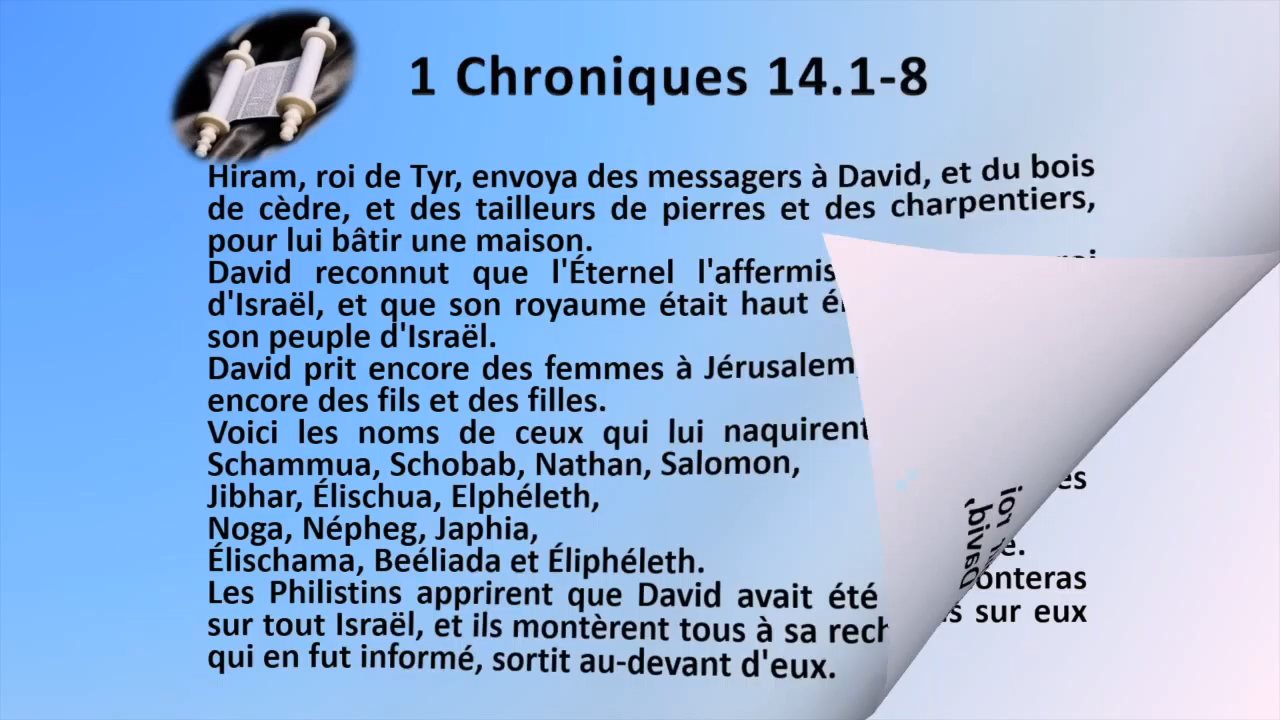 1 Chroniques 14.1-8
Hiram, roi de Tyr, envoya des messagers à David, et du bois
de cèdre, et des tailleurs de pierres et des charpentiers,
pour lui bâtir une maison.
David reconnut que l'Éternel
d'Israël, et que son royaume était haut
son peuple d'Israël.
David prit encore des femmes à Jérusalem,
encore des fils et des filles.
Voici les noms de ceux qui lui naquirent
Schammua, Schobab, Nathan, Salomon,
Jibhar, Élischua, Elphéleth,
Noga, Népheg, Japhia,
Élischama, Beéliada et Éliphéleth.
Les Philistins apprirent que David avait été
sur tout Israël, et ils montèrent tous à sa
sur eux
qui en fut informé, sortit au-devant d'eux.
David,